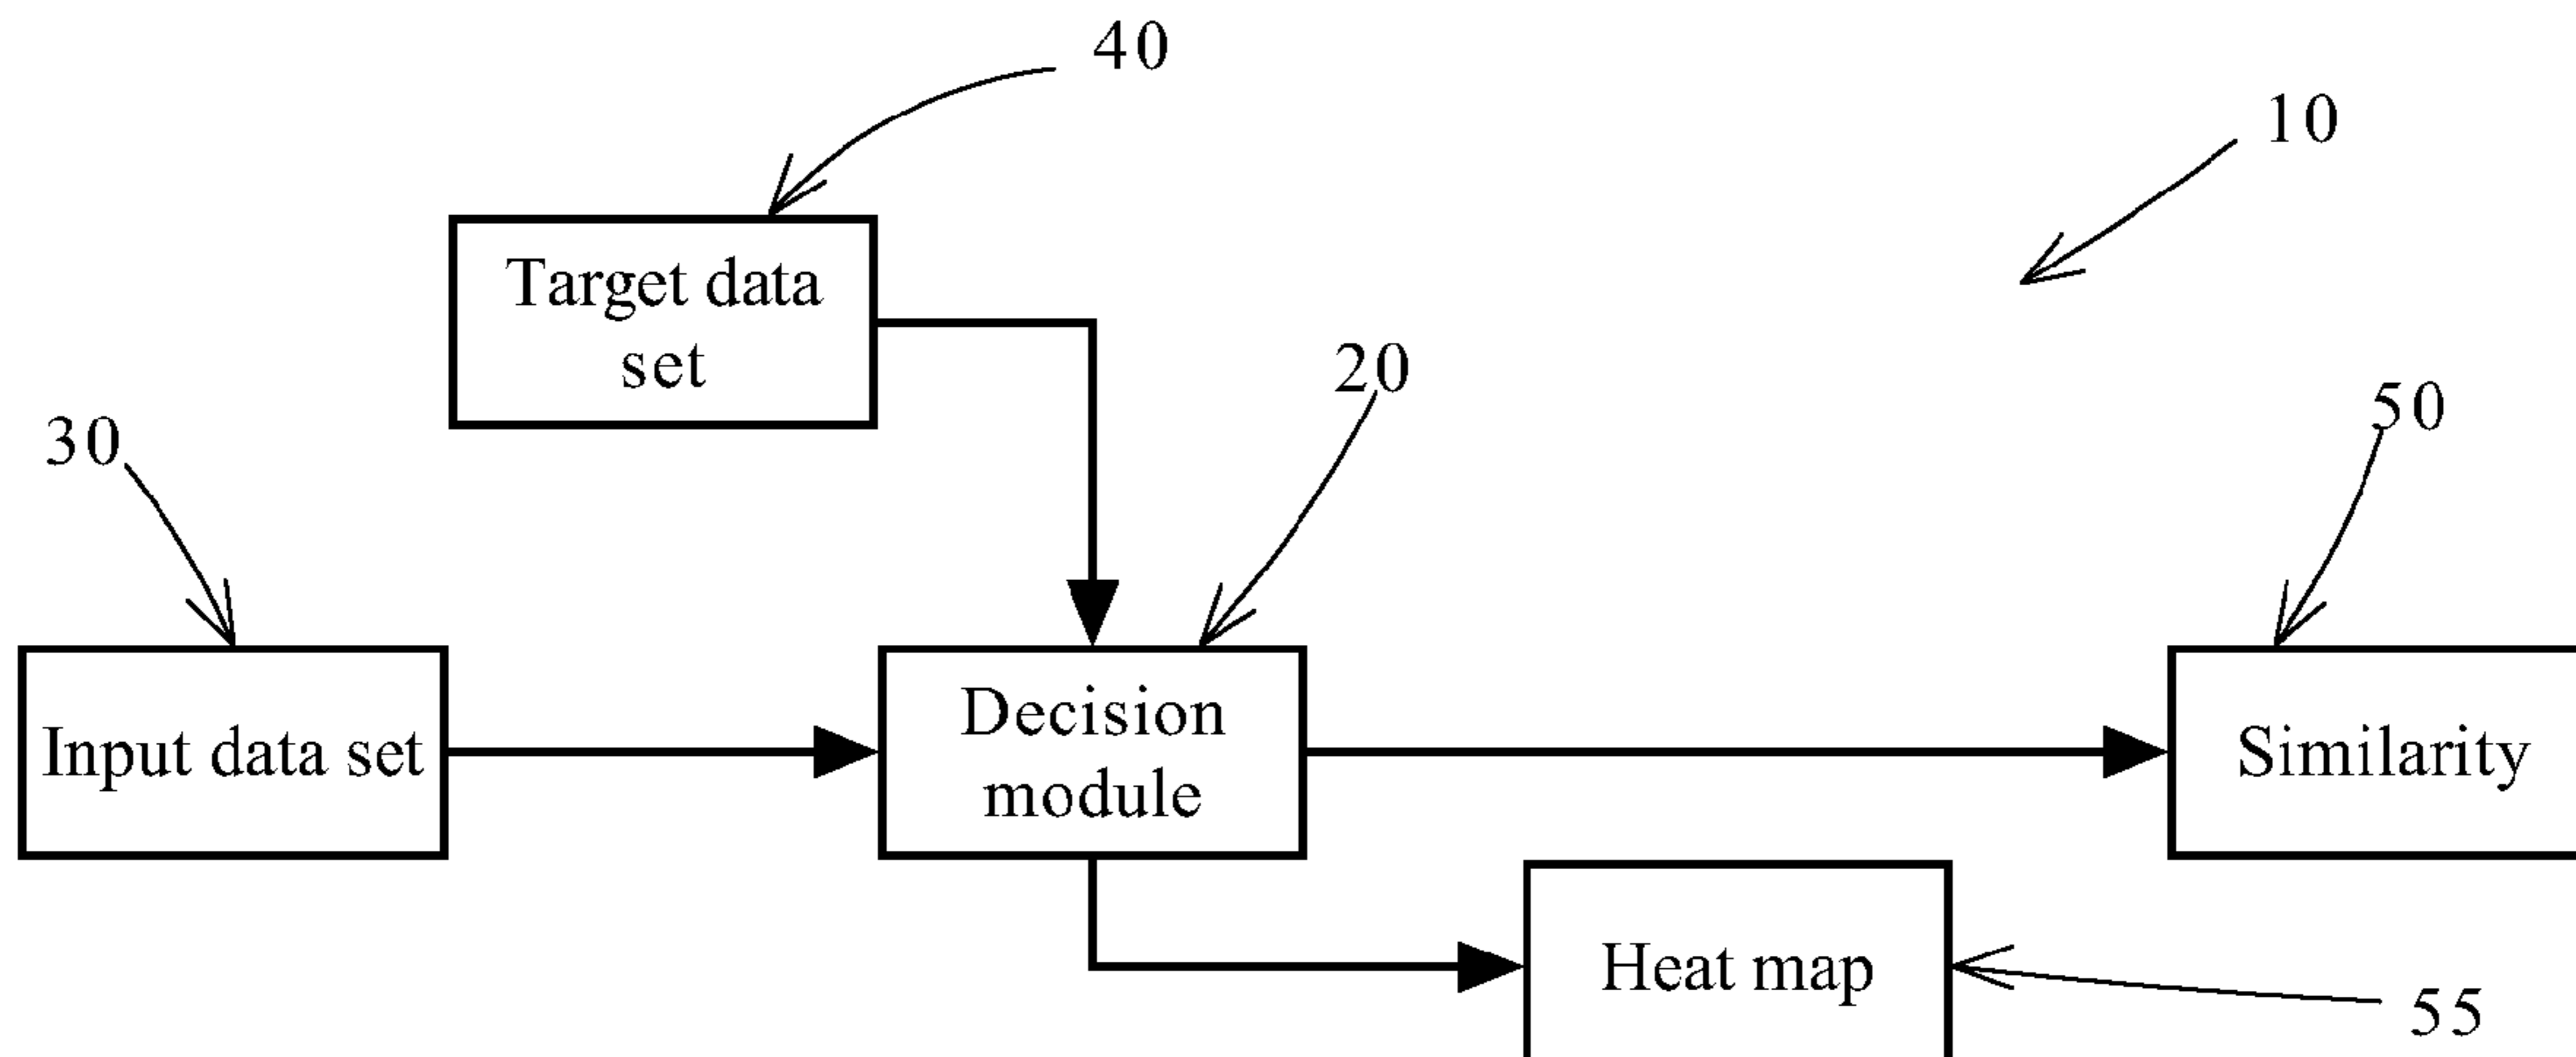 40
10
Target data
set
20
50
30
Input data set
Decision
module
Similarity
Heat map
55